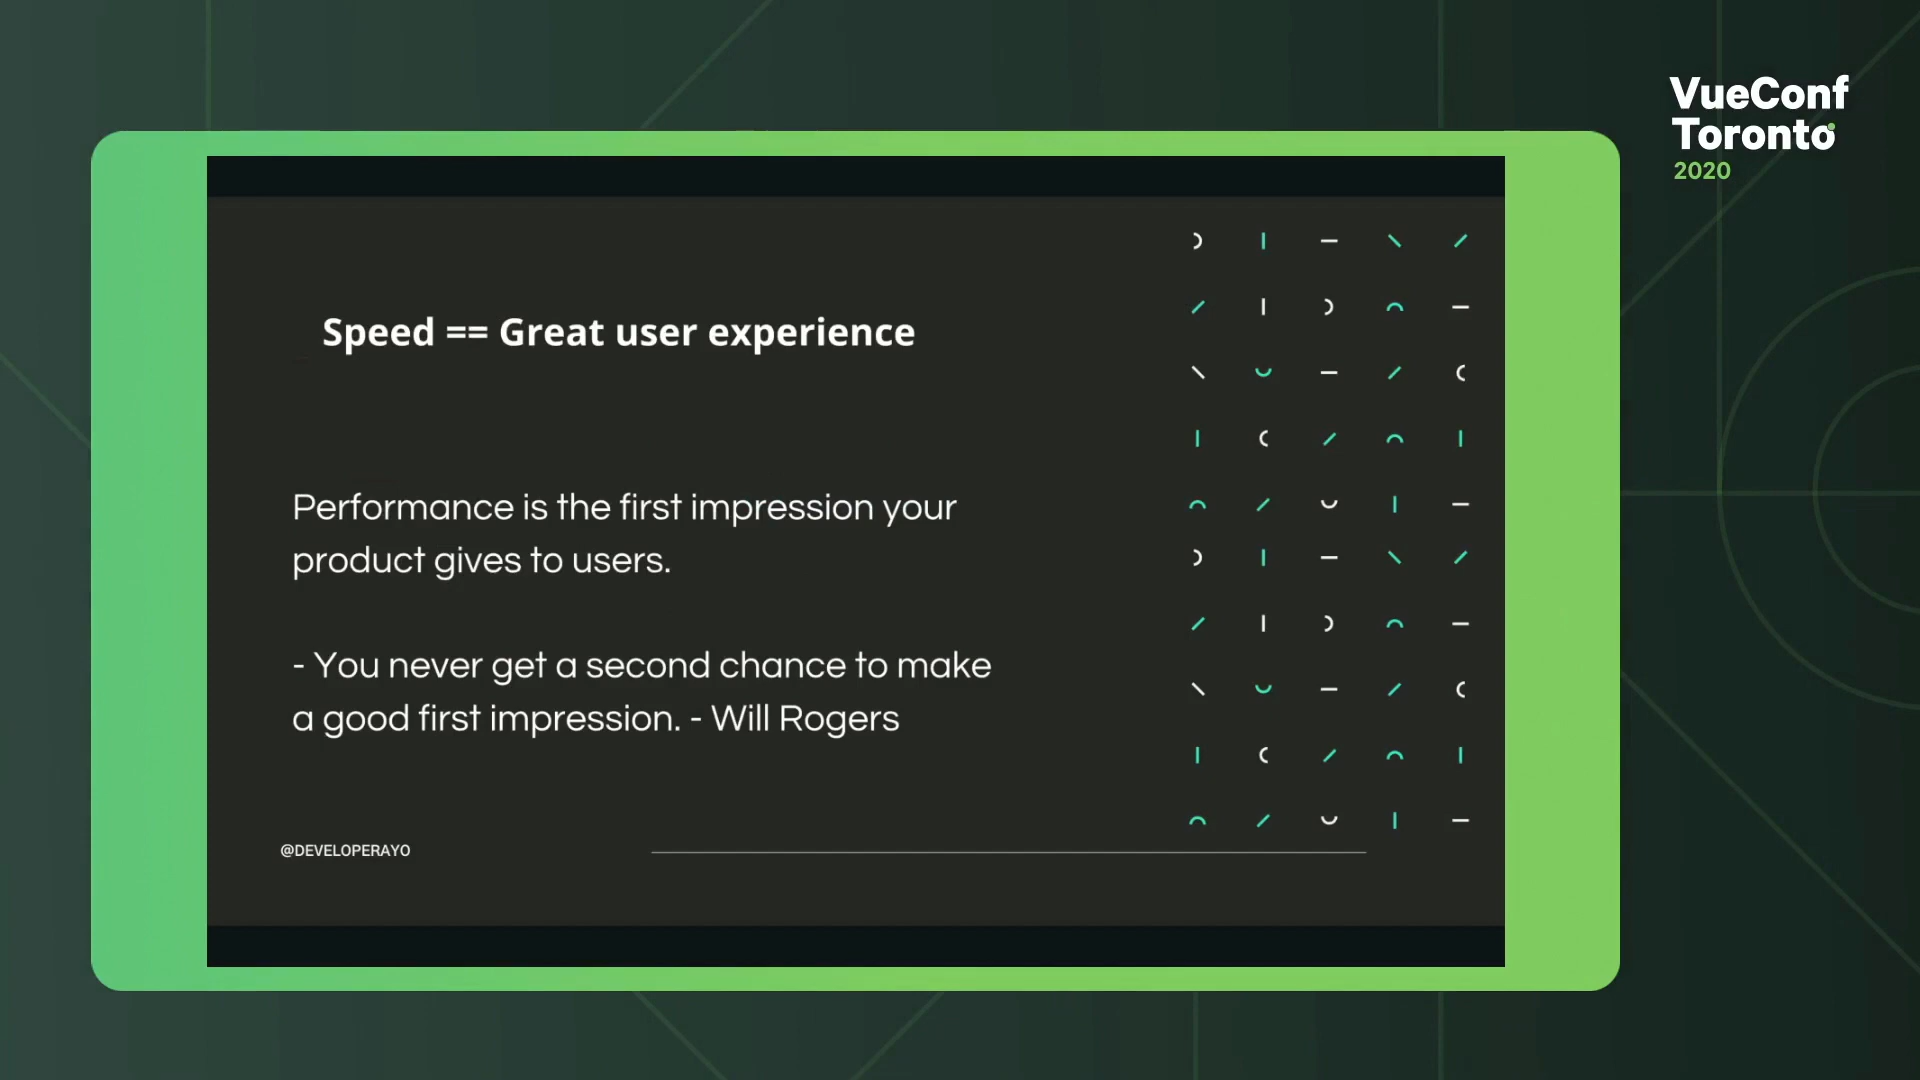 VueConf
Toronto
2020
Speed == Great user experience
Performance is the first impression your
product gives to users.
- You never get a second chance to make
a good first impression. - Will Rogers
@DEVELOPERAYO